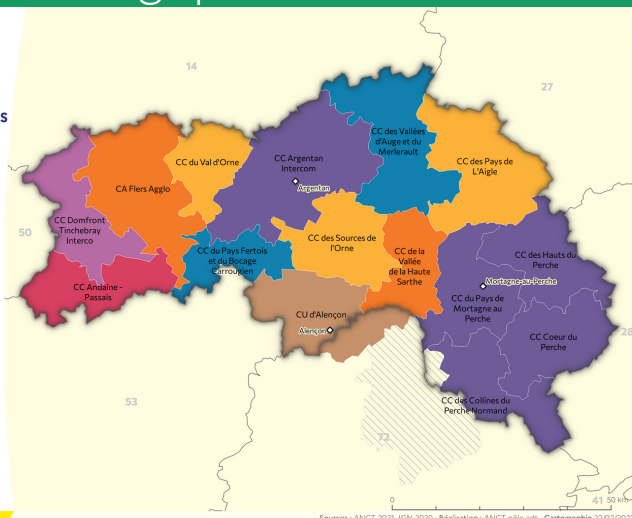 14
27
s
CC des Vallées
d'Auge et du
Merlerault
CC du Val d'Orne
CC Argentan
Intercom
CC des Pays de
L'Aigle
Argentan
CA Flers Agglo
CC Domfront
Tinchebray
Interco
50
CC des Sources de
l'Orne
CC du Pays Fertois
et du Bocage
Carrougien
CC de la
Vallée
de la Haute
Sarthe
CC des Hauts du
Perche
Mortagne-au-Perche
CC Andaine -
Passais
CC du Pays de
Mortagne au
Perche
CU d'Alençon
Alençon
28
CC Coeur du
Perche
53
CC des Collines du
Perche Normand
72
0
41 50 km